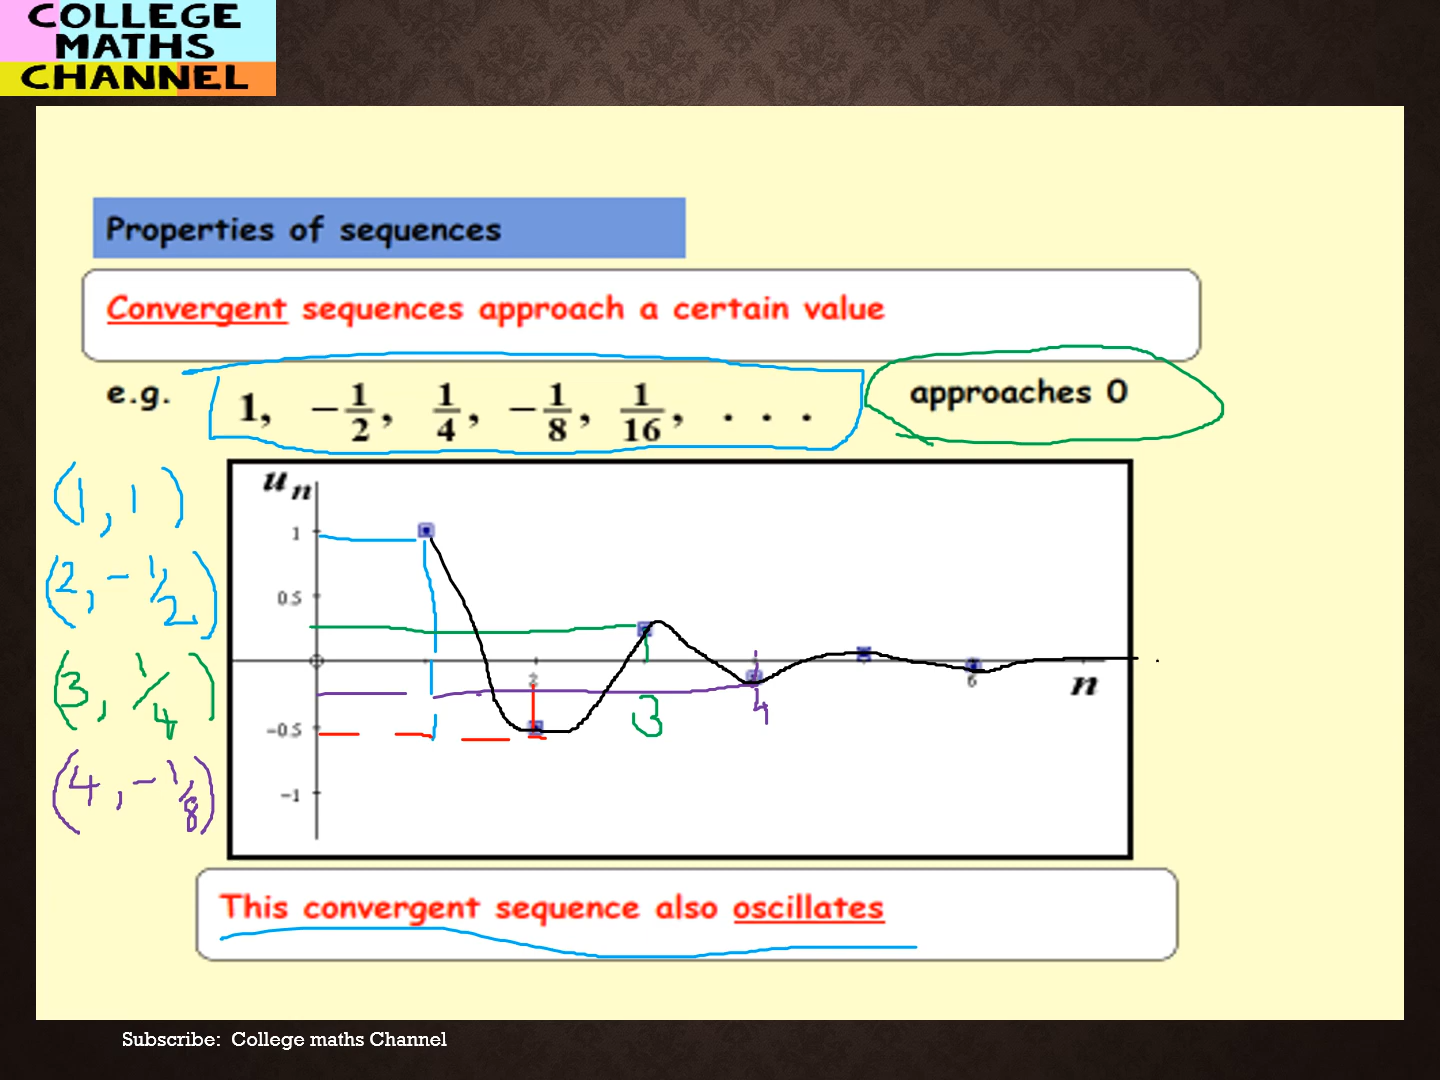 COLLEGE
MATHS
CHANNEL
Properties of sequences
Convergent sequences approach a certain value
e.g. 1, -1/2, 1/4, -1/8, 1/16, . . . approaches 0
(1, 1)
(2, -1/2)
(3, 1/4)
(4, -1/8)
u n
1
0.5
-0.5
-1
2
3
4
6
n
This convergent sequence also oscillates
Subscribe: College maths Channel